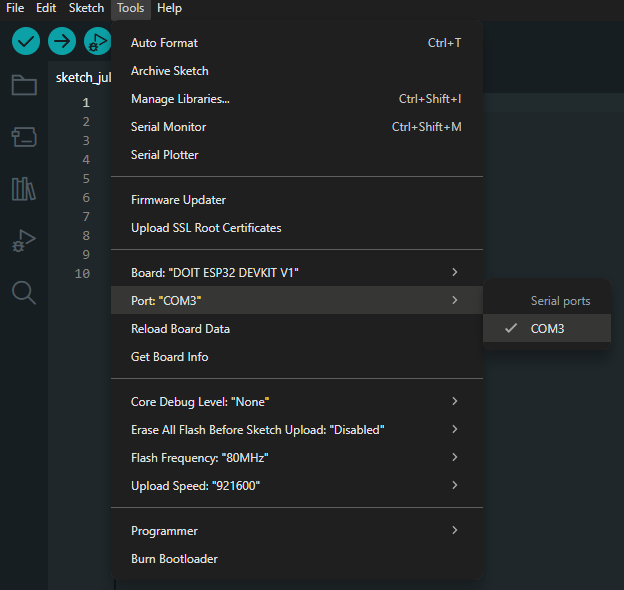 File Edit Sketch Tools Help
sketch_jul
1
2
3
4
5
6
7
8
9
10
Auto Format Ctrl+T
Archive Sketch
Manage Libraries... Ctrl+Shift+I
Serial Monitor Ctrl+Shift+M
Serial Plotter
Firmware Updater
Upload SSL Root Certificates
Board: "DOIT ESP32 DEVKIT V1"
Port: "COM3"
Reload Board Data
Get Board Info
Core Debug Level: "None"
Erase All Flash Before Sketch Upload: "Disabled"
Flash Frequency: "80MHz"
Upload Speed: "921600"
Programmer
Burn Bootloader
Serial ports
COM3